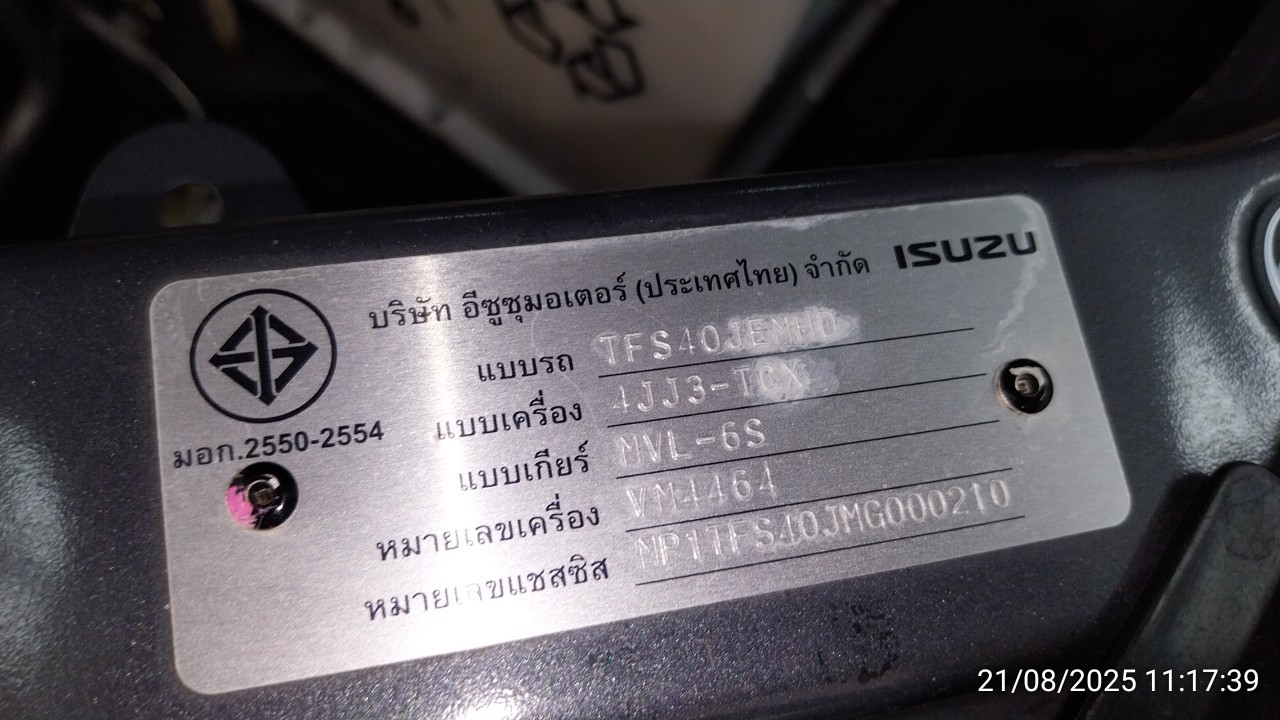 ISUZU
บริษัท อีซูซุมอเตอร์ (ประเทศไทย) จำกัด
แบบรถ TFS40JEMHD
แบบเครื่อง 4JJ3-TCX
แบบเกียร์ MVL-6S
หมายเลขเครื่อง VM4464
หมายเลขแชสซิส MP1TFS40JMG000210
มอก.2550-2554
21/08/2025 11:17:39